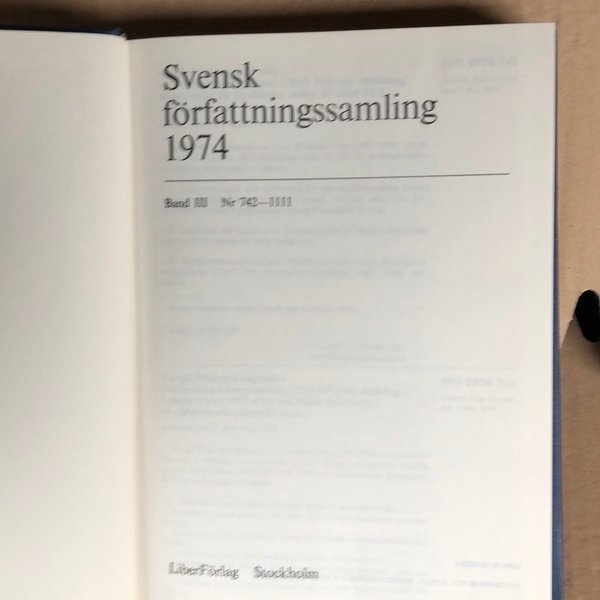 Svensk
författningssamling
1974
Band III Nr 742—1111
LiberFörlag Stockholm